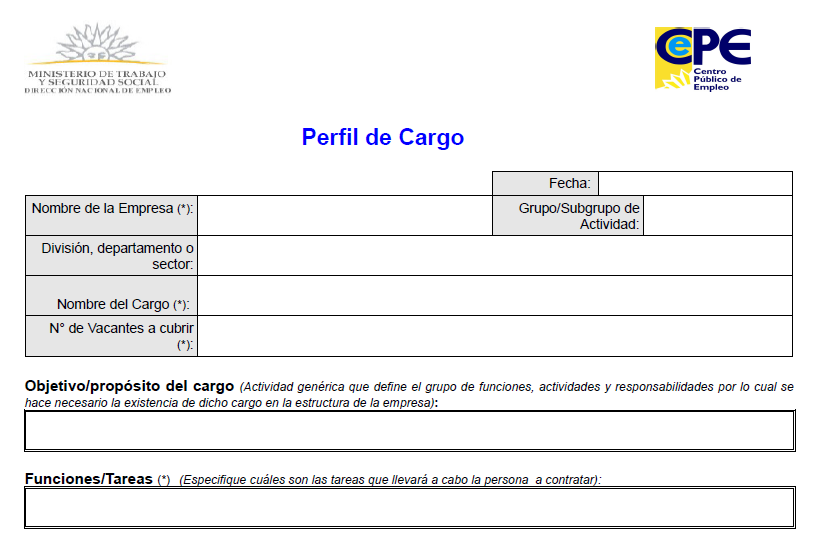 MINISTERIO DE TRABAJO
Y SEGURIDAD SOCIAL
DIRECCIÓN NACIONAL DE EMPLEO
CePE
Centro
Público de
Empleo
Perfil de Cargo
Fecha:
Nombre de la Empresa (*):
Grupo/Subgrupo de
Actividad:
División, departamento o
sector:
Nombre del Cargo (*):
N° de Vacantes a cubrir
(*):
Objetivo/propósito del cargo (Actividad genérica que define el grupo de funciones, actividades y responsabilidades por lo cual se
hace necesario la existencia de dicho cargo en la estructura de la empresa):
Funciones/Tareas (*) (Especifique cuáles son las tareas que llevará a cabo la persona a contratar):